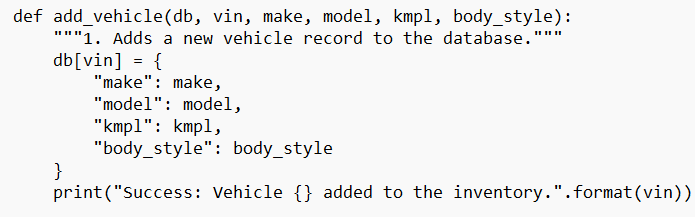 def add_vehicle(db, vin, make, model, kmpl, body_style):
    """1. Adds a new vehicle record to the database."""
    db[vin] = {
        "make": make,
        "model": model,
        "kmpl": kmpl,
        "body_style": body_style
    }
    print("Success: Vehicle {} added to the inventory.".format(vin))